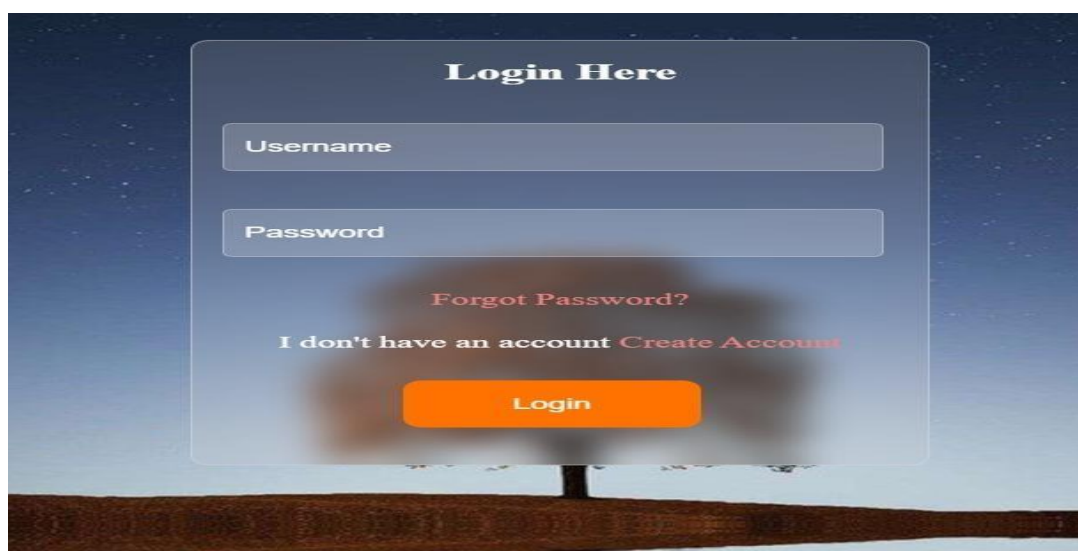 Login Here
Username
Password
Forgot Password?
I don't have an account Create Account
Login